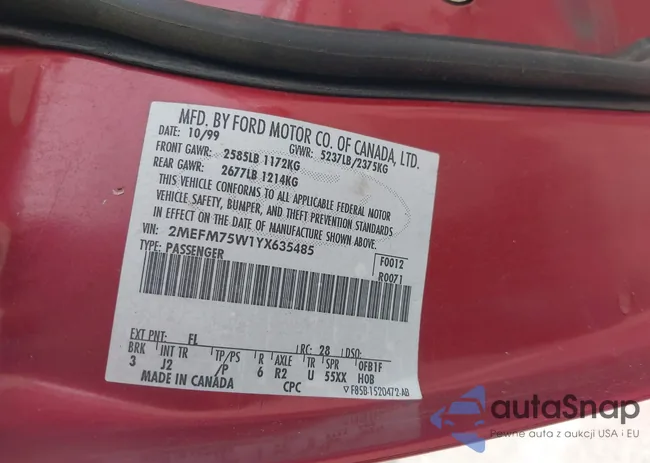 MFD. BY FORD MOTOR CO. OF CANADA, LTD.
DATE: 10/99 GVWR: 5237LB/2375KG
FRONT GAWR: 2585LB 1172KG
REAR GAWR: 2677LB 1214KG
THIS VEHICLE CONFORMS TO ALL APPLICABLE FEDERAL MOTOR
VEHICLE SAFETY, BUMPER, AND THEFT PREVENTION STANDARDS
IN EFFECT ON THE DATE OF MANUFACTURE SHOWN ABOVE.
VIN: 2MEFM75W1YX635485
TYPE: PASSENGER
F0012
R0071
EXT PNT: FL RC: 28 DSO:
BRK INT TR TP/PS R AXLE TR SPR 0FB1F
3 J2 /P 6 R2 U 55XX H0B
MADE IN CANADA CPC F85B-1520472-AB
autaSnap
Pewne auta z aukcji USA i EU